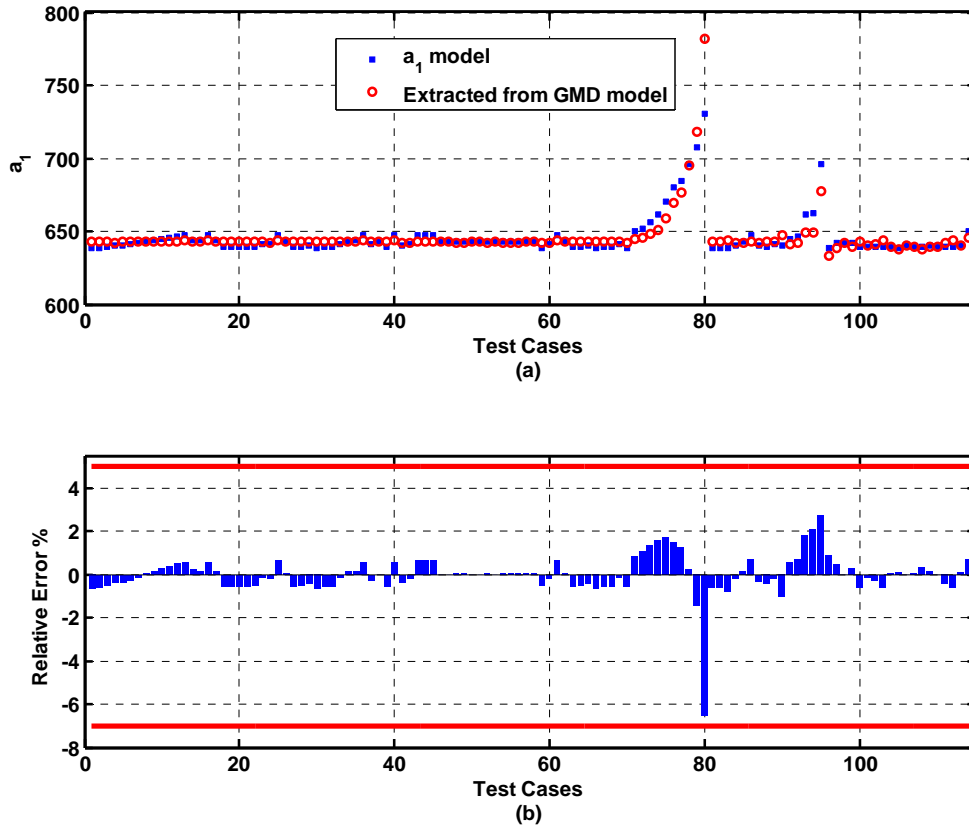 800
750
700
650
600
a1
a1 model
Extracted from GMD model
0 20 40 60 80 100
Test Cases
(a)
4
2
0
-2
-4
-6
-8
Relative Error %
0 20 40 60 80 100
Test Cases
(b)